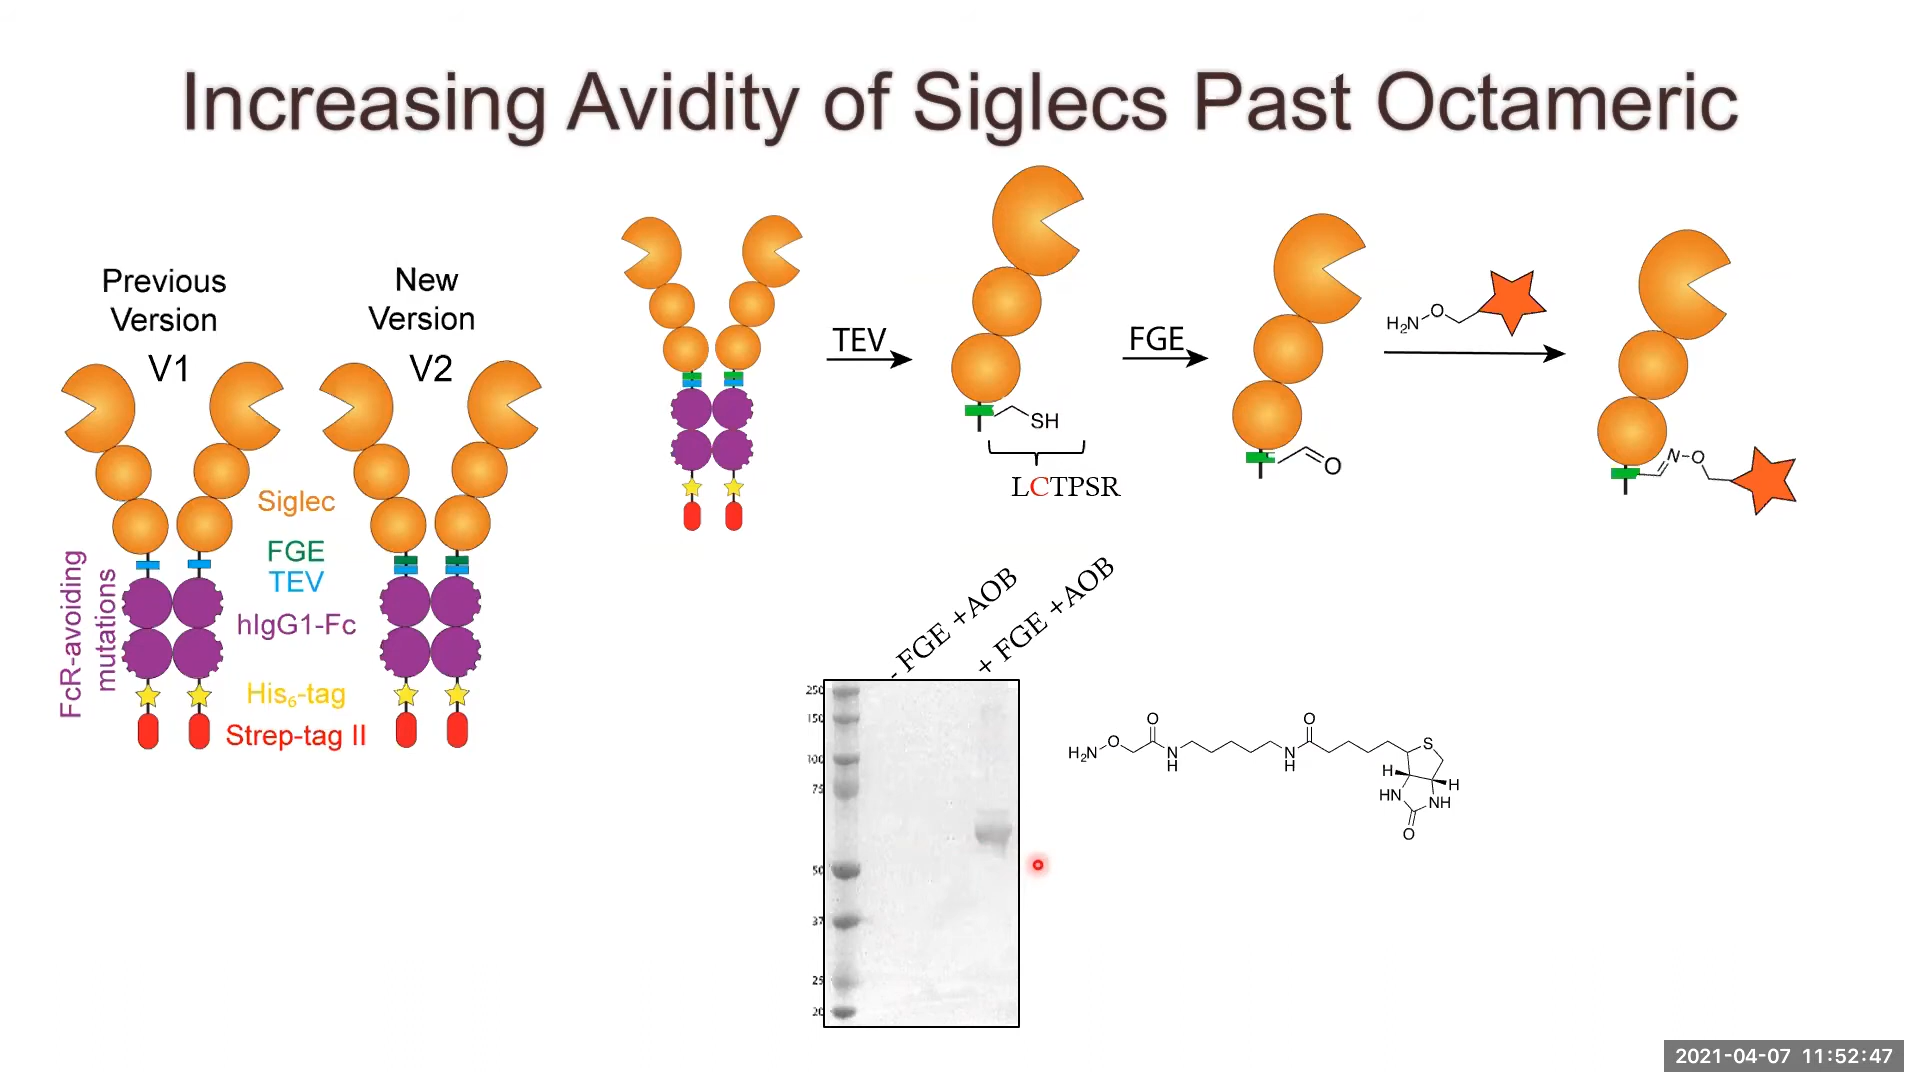 Increasing Avidity of Siglecs Past Octameric
Previous
Version
V1
New
Version
V2
Siglec
FGE
TEV
hIgG1-Fc
His₆-tag
Strep-tag II
FcR-avoiding
mutations
TEV
SH
LCTPSR
FGE
O
H₂N
O
N
O
- FGE +AOB
+ FGE +AOB
250
150
100
75
50
37
25
20
H₂N
O
O
N
H
N
H
O
S
H
H
HN
NH
O
2021-04-07 11:52:47